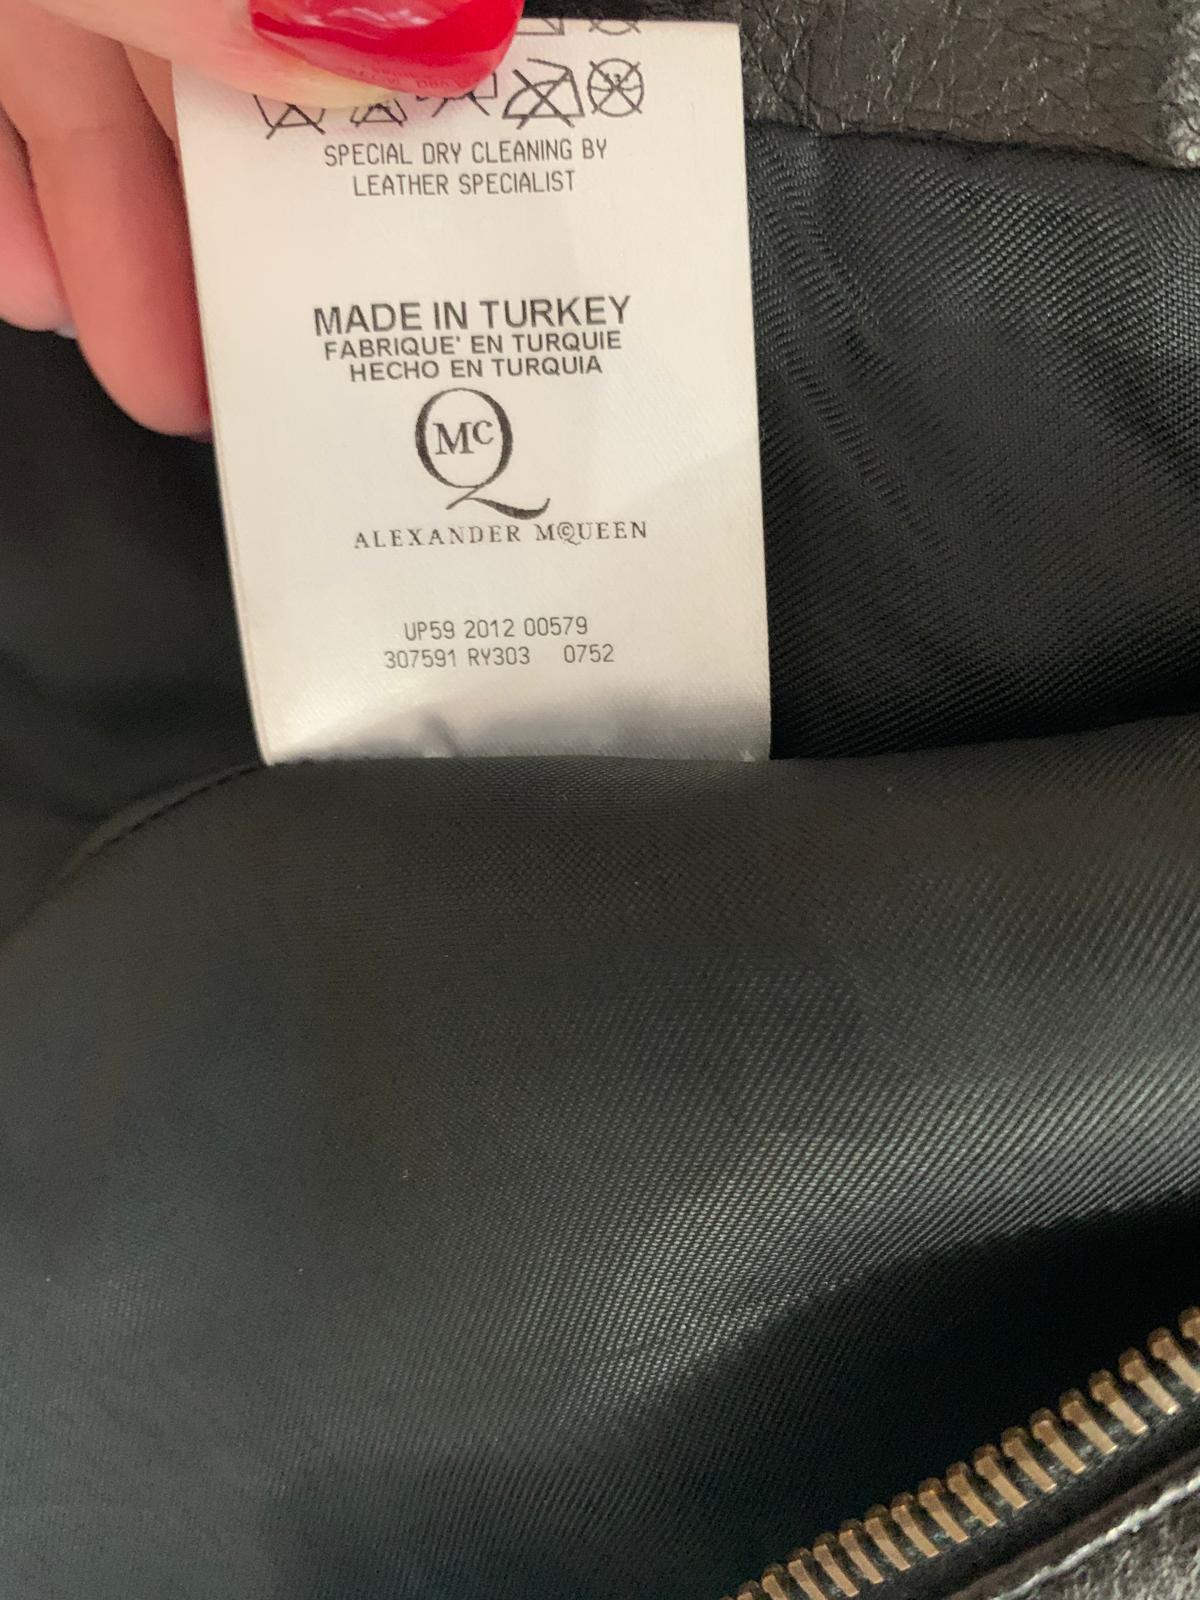 SPECIAL DRY CLEANING BY
LEATHER SPECIALIST
MADE IN TURKEY
FABRIQUE' EN TURQUIE
HECHO EN TURQUIA
McQ
ALEXANDER McQUEEN
UP59 2012 00579
307591 RY303 0752